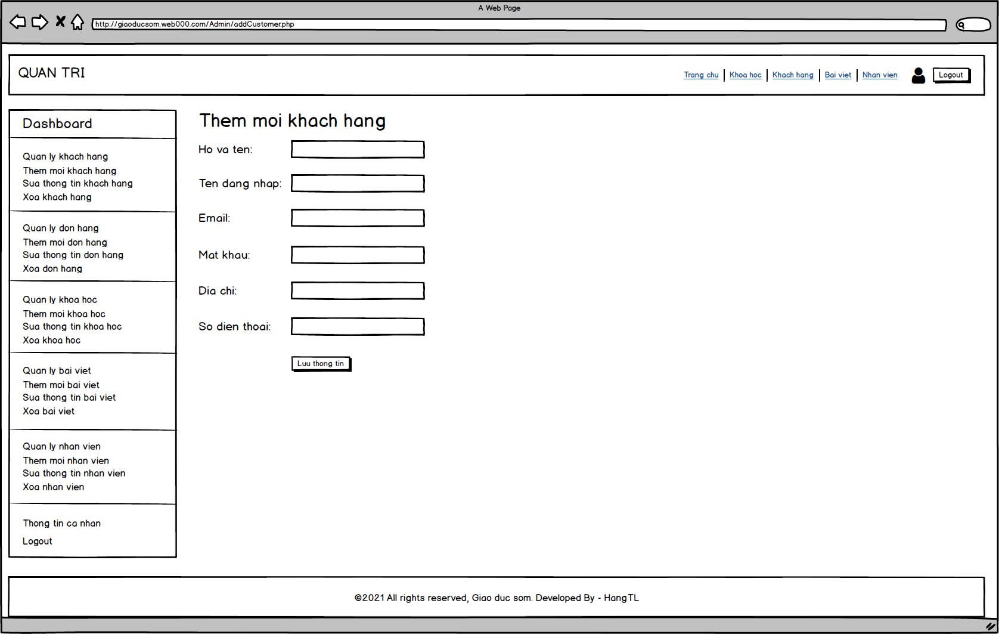 A Web Page
http://giaoducsom.web000.com/Admin/addCustomer.php
QUAN TRI
Trang chu | Khoa hoc | Khach hang | Bai viet | Nhan vien
Logout
Dashboard
Quan ly khach hang
Them moi khach hang
Sua thong tin khach hang
Xoa khach hang
Quan ly don hang
Them moi don hang
Sua thong tin don hang
Xoa don hang
Quan ly khoa hoc
Them moi khoa hoc
Sua thong tin khoa hoc
Xoa khoa hoc
Quan ly bai viet
Them moi bai viet
Sua thong tin bai viet
Xoa bai viet
Quan ly nhan vien
Them moi nhan vien
Sua thong tin nhan vien
Xoa nhan vien
Thong tin ca nhan
Logout
Them moi khach hang
Ho va ten:
Ten dang nhap:
Email:
Mat khau:
Dia chi:
So dien thoai:
Luu thong tin
©2021 All rights reserved, Giao duc som. Developed By - HangTL